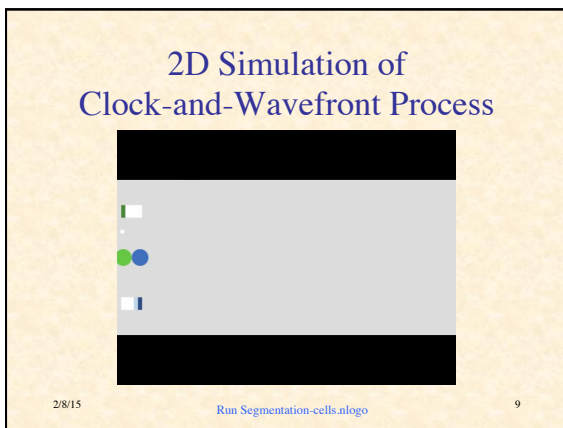 2D Simulation of
Clock-and-Wavefront Process
2/8/15
Run Segmentation-cells.nlogo
9